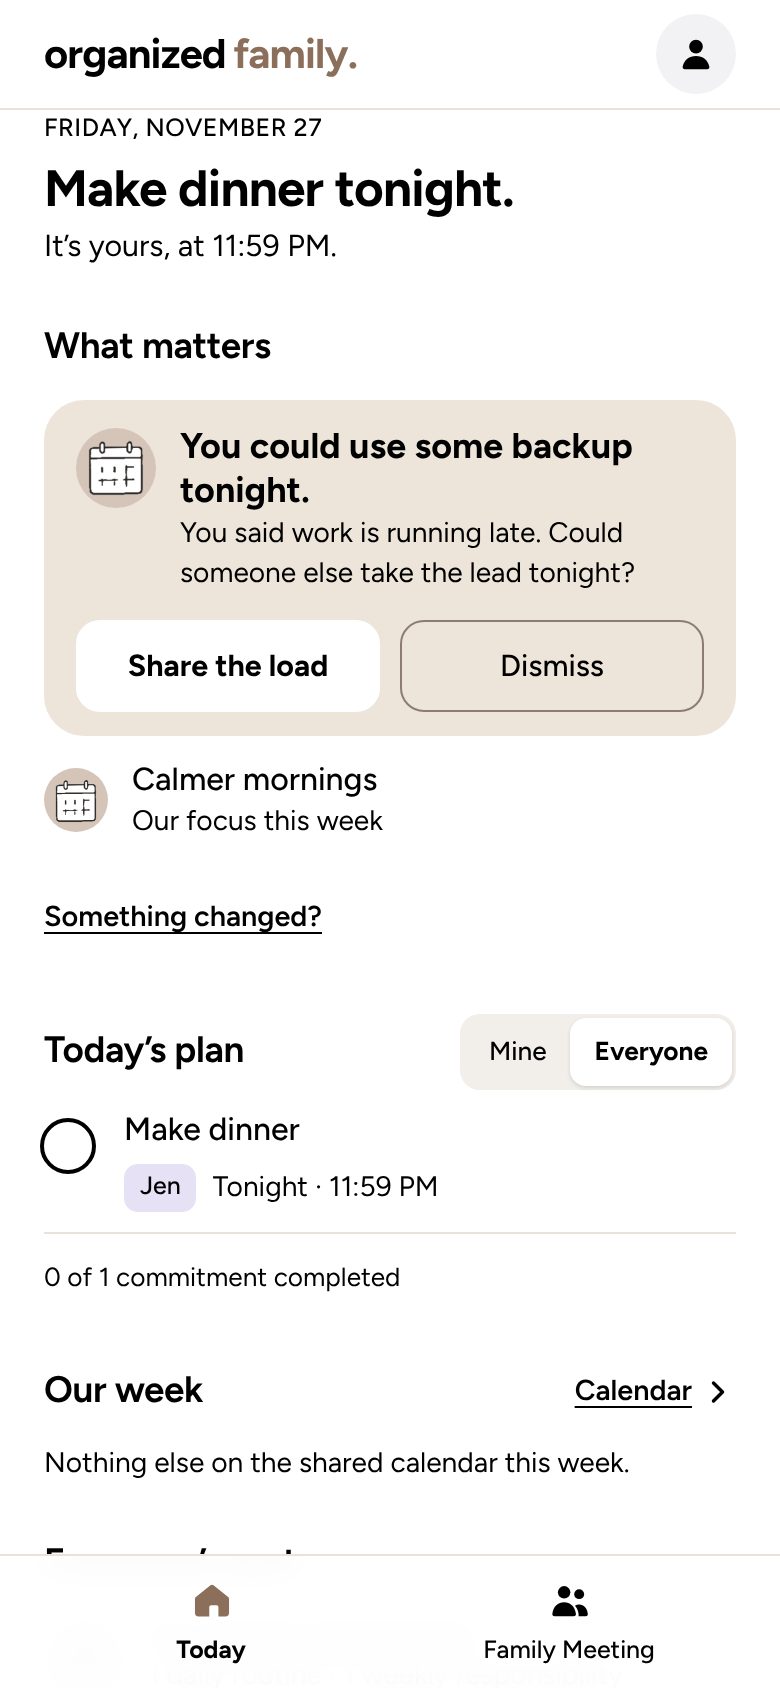 organized family.
FRIDAY, NOVEMBER 27
Make dinner tonight.
It’s yours, at 11:59 PM.
What matters
You could use some backup
tonight.
You said work is running late. Could
someone else take the lead tonight?
Share the load
Dismiss
Calmer mornings
Our focus this week
Something changed?
Today’s plan
Mine
Everyone
Make dinner
Jen
Tonight · 11:59 PM
0 of 1 commitment completed
Our week
Calendar
Nothing else on the shared calendar this week.
Today
Family Meeting